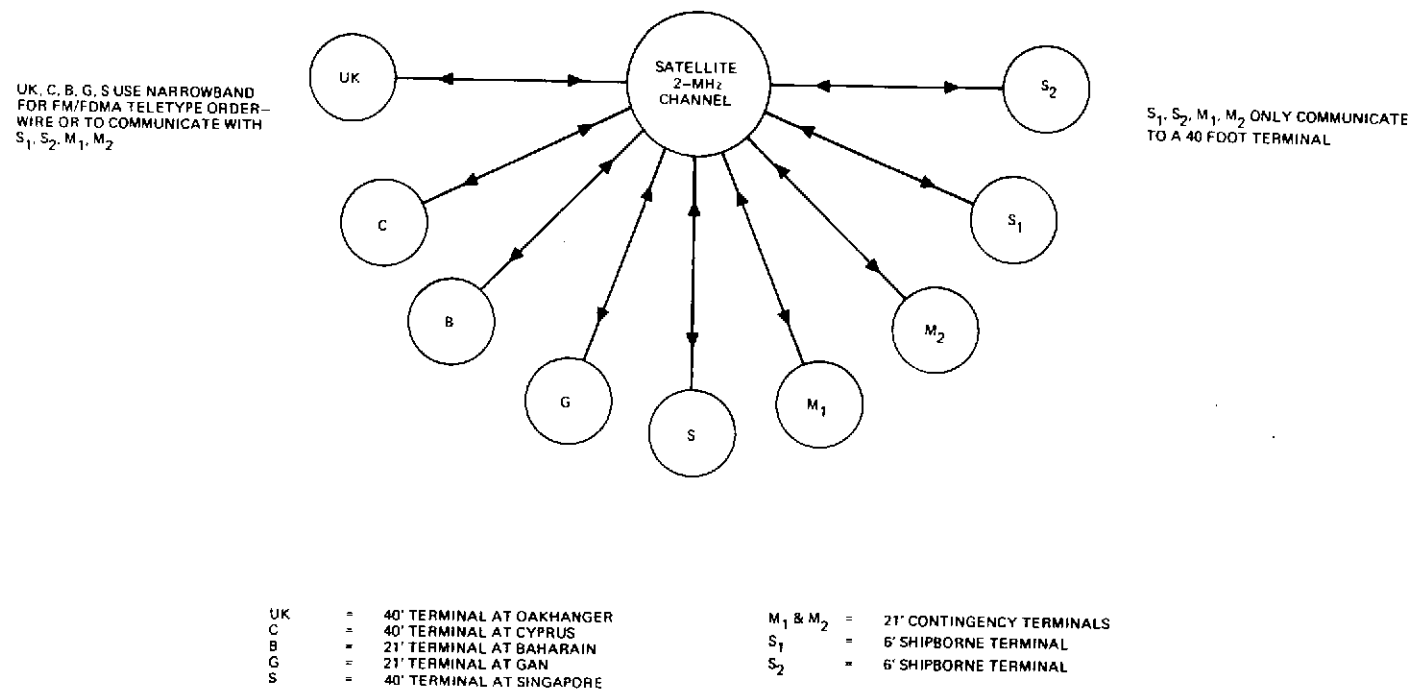 UK, C, B, G, S USE NARROWBAND
FOR FM/FDMA TELETYPE ORDER–
WIRE OR TO COMMUNICATE WITH
S₁, S₂, M₁, M₂
UK
SATELLITE
2–MHz
CHANNEL
S₂
S₁, S₂, M₁, M₂ ONLY COMMUNICATE
TO A 40 FOOT TERMINAL
C
S₁
B
M₂
G
S
M₁
UK = 40' TERMINAL AT OAKHANGER
C = 40' TERMINAL AT CYPRUS
B = 21' TERMINAL AT BAHARAIN
G = 21' TERMINAL AT GAN
S = 40' TERMINAL AT SINGAPORE
M₁ & M₂ = 21' CONTINGENCY TERMINALS
S₁ = 6' SHIPBORNE TERMINAL
S₂ = 6' SHIPBORNE TERMINAL